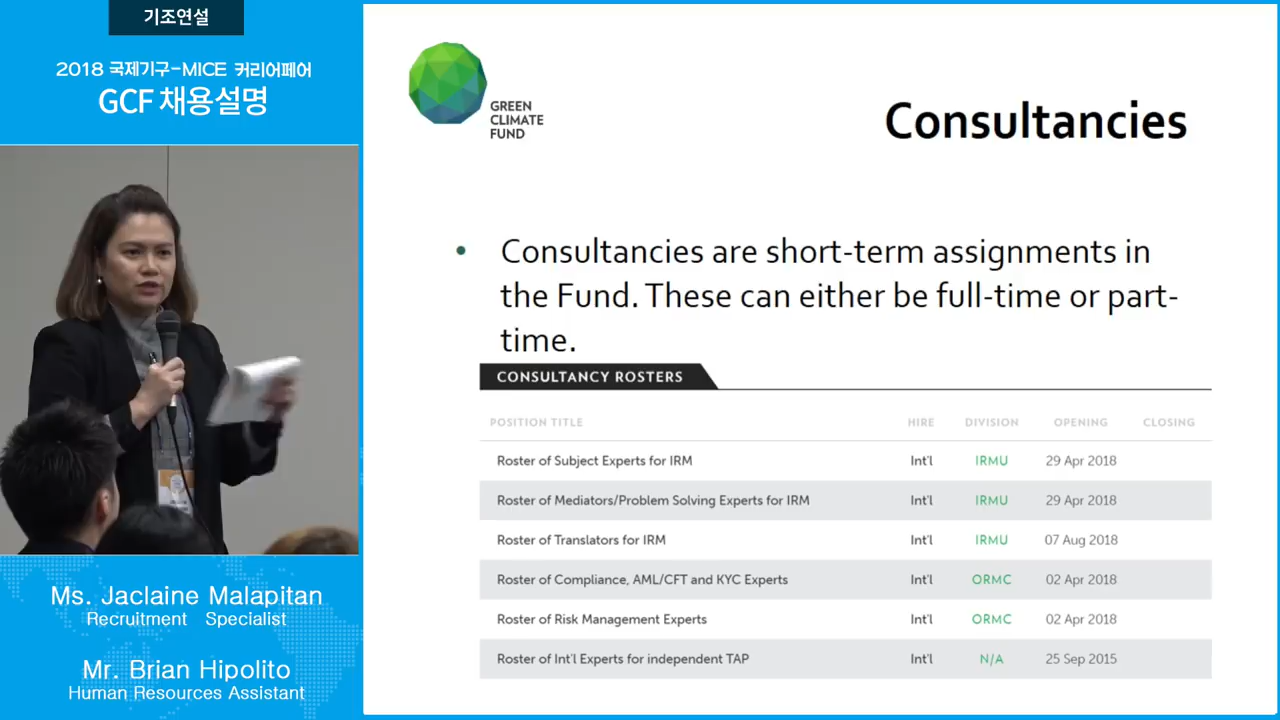 기조연설
2018 국제기구-MICE 커리어페어
GCF 채용설명
Ms. Jaclaine Malapitan
Recruitment Specialist
Mr. Brian Hipolito
Human Resources Assistant
GREEN
CLIMATE
FUND
Consultancies
• Consultancies are short-term assignments in
the Fund. These can either be full-time or part-
time.
CONSULTANCY ROSTERS
POSITION TITLE HIRE DIVISION OPENING CLOSING
Roster of Subject Experts for IRM Int'l IRMU 29 Apr 2018
Roster of Mediators/Problem Solving Experts for IRM Int'l IRMU 29 Apr 2018
Roster of Translators for IRM Int'l IRMU 07 Aug 2018
Roster of Compliance, AML/CFT and KYC Experts Int'l ORMC 02 Apr 2018
Roster of Risk Management Experts Int'l ORMC 02 Apr 2018
Roster of Int'l Experts for independent TAP Int'l N/A 25 Sep 2015